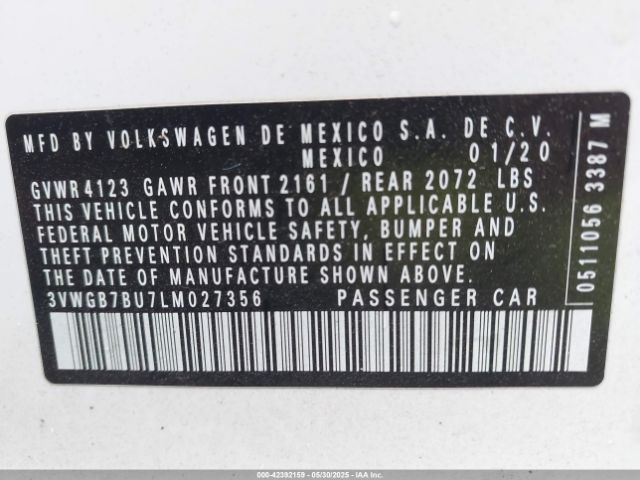 MFD BY VOLKSWAGEN DE MEXICO S.A. DE C.V.
MEXICO 01/20
GVWR 4123 GAWR FRONT 2161 / REAR 2072 LBS
THIS VEHICLE CONFORMS TO ALL APPLICABLE U.S.
FEDERAL MOTOR VEHICLE SAFETY, BUMPER AND
THEFT PREVENTION STANDARDS IN EFFECT ON
THE DATE OF MANUFACTURE SHOWN ABOVE.
3VWGB7BU7LM027356 PASSENGER CAR
0511056 3387 M
000-42392159 - 05/30/2025 - IAAI.COM